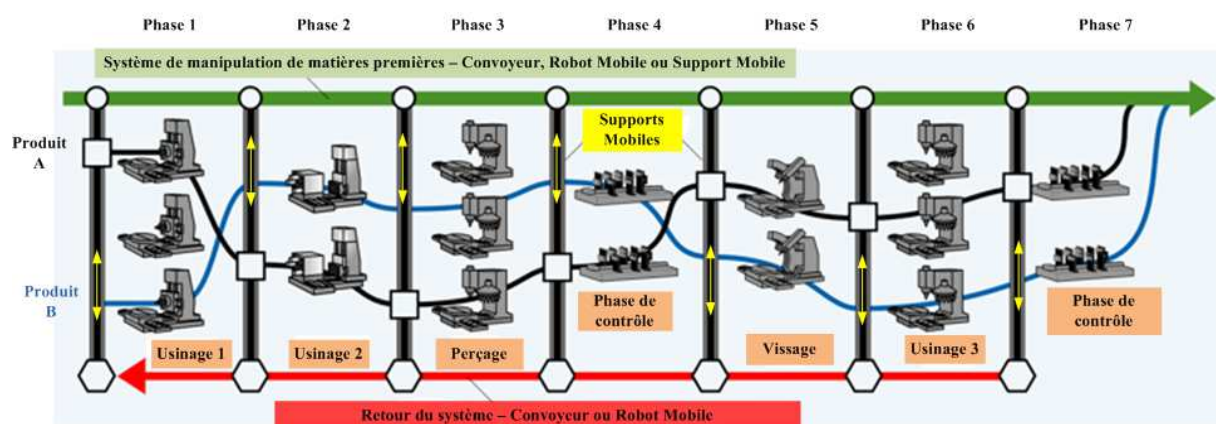 Phase 1
Phase 2
Phase 3
Phase 4
Phase 5
Phase 6
Phase 7
Système de manipulation de matières premières – Convoyeur, Robot Mobile ou Support Mobile
Produit
A
Supports
Mobiles
Produit
B
Phase de
contrôle
Phase de
contrôle
Usinage 1
Usinage 2
Perçage
Vissage
Usinage 3
Retour du système – Convoyeur ou Robot Mobile